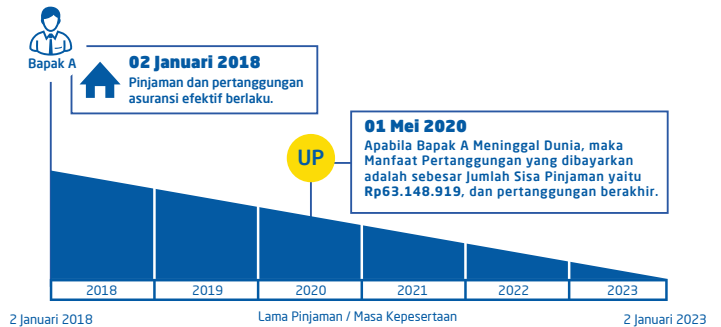 Bapak A
02 Januari 2018
Pinjaman dan pertanggungan
asuransi efektif berlaku.
UP
01 Mei 2020
Apabila Bapak A Meninggal Dunia, maka
Manfaat Pertanggungan yang dibayarkan
adalah sebesar Jumlah Sisa Pinjaman yaitu
Rp63.148.919, dan pertanggungan berakhir.
2018 2019 2020 2021 2022 2023
2 Januari 2018 Lama Pinjaman / Masa Kepesertaan 2 Januari 2023